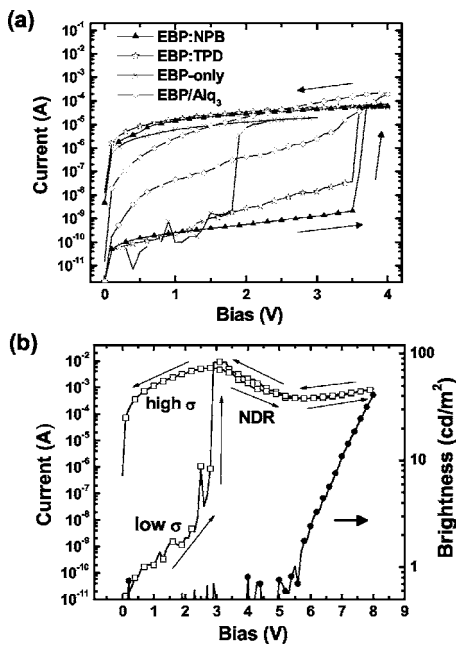 (a)
10⁻¹
10⁻²
10⁻³
10⁻⁴
10⁻⁵
10⁻⁶
10⁻⁷
10⁻⁸
10⁻⁹
10⁻¹⁰
10⁻¹¹
Current (A)
EBP:NPB
EBP:TPD
EBP-only
EBP/Alq₃
0 1 2 3 4
Bias (V)
(b)
10⁻²
10⁻³
10⁻⁴
10⁻⁵
10⁻⁶
10⁻⁷
10⁻⁸
10⁻⁹
10⁻¹⁰
10⁻¹¹
Current (A)
high σ
NDR
low σ
100
10
1
Brightness (cd/m²)
0 1 2 3 4 5 6 7 8 9
Bias (V)